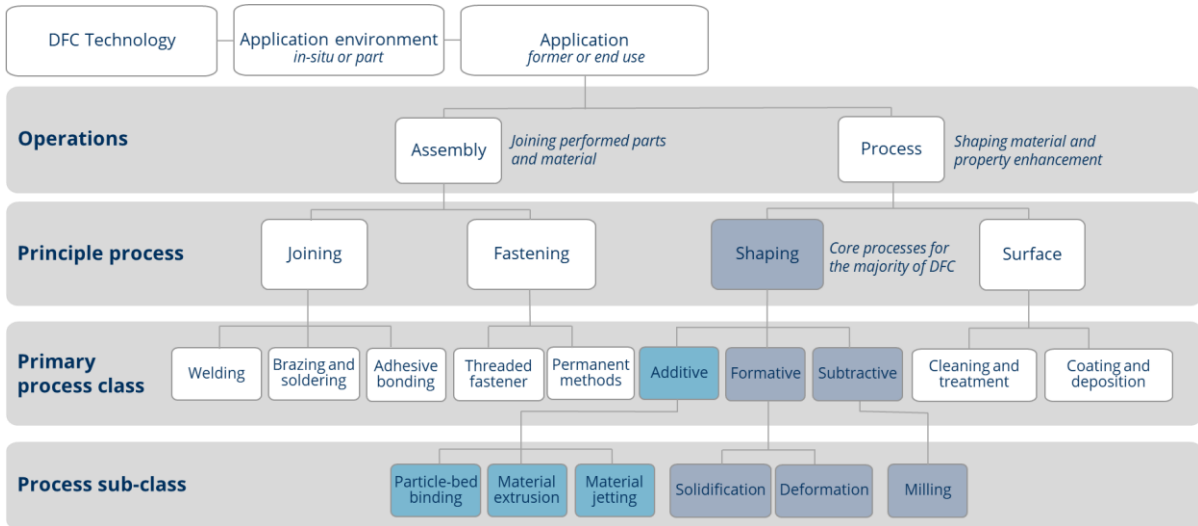 DFC Technology
Application environment
in-situ or part
Application
former or end use
Operations
Assembly
Joining performed parts
and material
Process
Shaping material and
property enhancement
Principle process
Joining
Fastening
Shaping
Core processes for
the majority of DFC
Surface
Primary
process class
Welding
Brazing and
soldering
Adhesive
bonding
Threaded
fastener
Permanent
methods
Additive
Formative
Subtractive
Cleaning and
treatment
Coating and
deposition
Process sub-class
Particle-bed
binding
Material
extrusion
Material
jetting
Solidification
Deformation
Milling